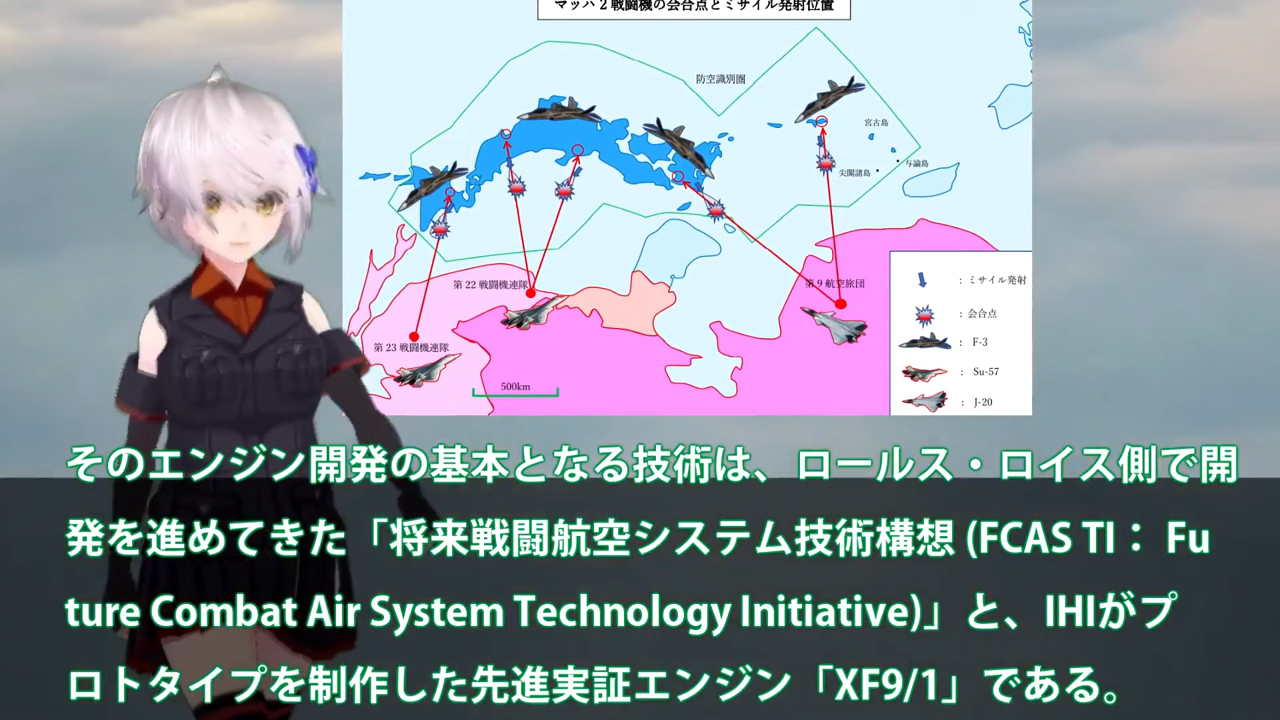 マッハ2戦闘機の会合点とミサイル発射位置
防空識別圏
宮古島
与論島
尖閣諸島
第22戦闘機連隊
第9航空旅団
第23戦闘機連隊
500km
：ミサイル発射
：会合点
： F-3
： Su-57
： J-20
そのエンジン開発の基本となる技術は、ロールス・ロイス側で開
発を進めてきた「将来戦闘航空システム技術構想 (FCAS TI： Fu
ture Combat Air System Technology Initiative)」と、IHIがプ
ロトタイプを制作した先進実証エンジン「XF9/1」である。